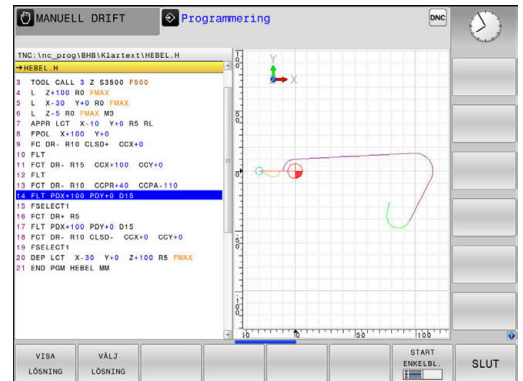 MANUELL DRIFT
Programmering
DNC
TNC:\nc_prog\BHB\Klartext\HEBEL.H
→HEBEL.H
3 TOOL CALL 3 Z S3500 F500
4 L Z+100 R0 FMAX
5 L X-30 Y+0 R0 FMAX
6 L Z-5 R0 FMAX M3
7 APPR LCT X-10 Y+0 R5 RL
8 FPOL X+100 Y+0
9 FC DR- R10 CLSD+ CCX+0
10 FLT
11 FCT DR- R15 CCX+100 CCY+0
12 FLT
13 FCT DR- R10 CCPR+40 CCPA-110
14 FLT PDX+100 PDY+0 D15
15 FSELECT1
16 FCT DR+ R5
17 FLT PDX+100 PDY+0 D15
18 FCT DR- R10 CLSD- CCX+0 CCY+0
19 FSELECT1
20 DEP LCT X-30 Y+0 Z+100 R5 FMAX
21 END PGM HEBEL MM
Y
X
50
100
VISA LÖSNING
VÄLJ LÖSNING
START ENKELBL.
SLUT